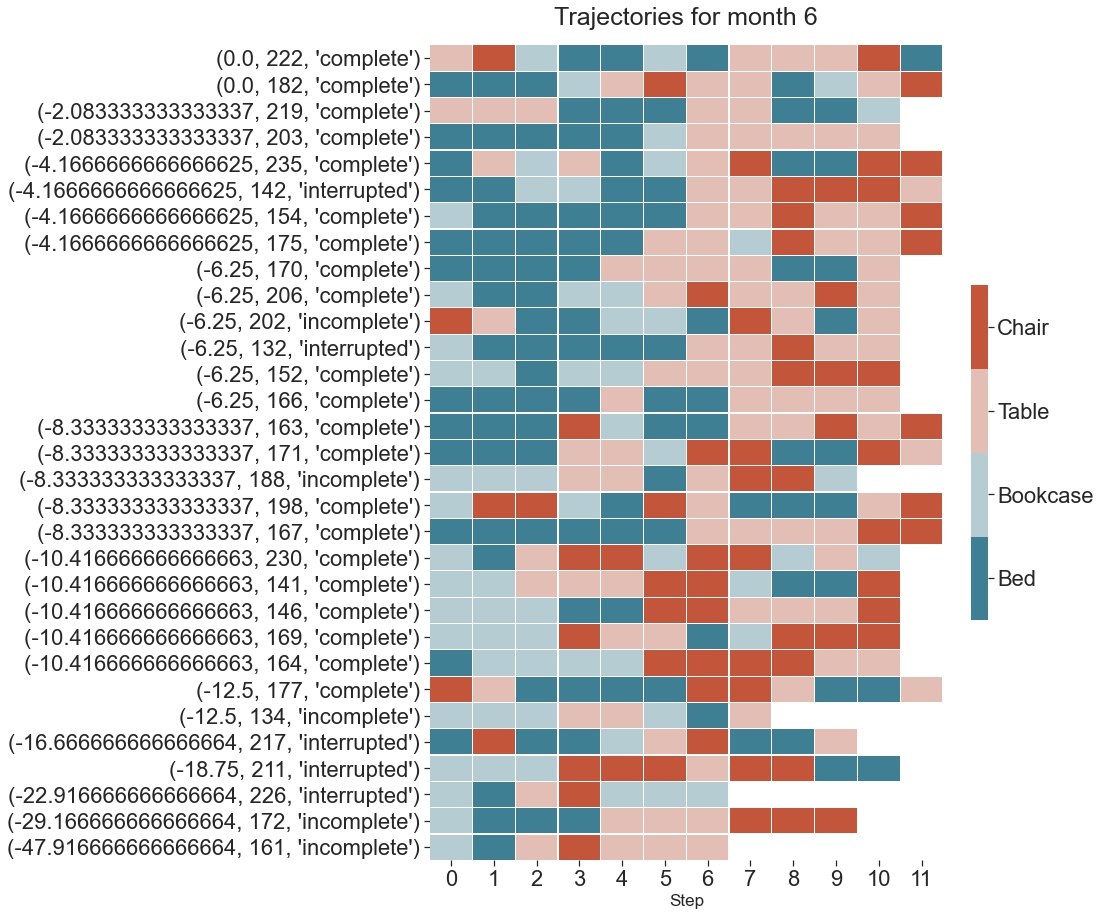 Trajectories for month 6
(0.0, 222, 'complete')
(0.0, 182, 'complete')
(-2.083333333333337, 219, 'complete')
(-2.083333333333337, 203, 'complete')
(-4.1666666666666625, 235, 'complete')
(-4.1666666666666625, 142, 'interrupted')
(-4.1666666666666625, 154, 'complete')
(-4.1666666666666625, 175, 'complete')
(-6.25, 170, 'complete')
(-6.25, 206, 'complete')
(-6.25, 202, 'incomplete')
(-6.25, 132, 'interrupted')
(-6.25, 152, 'complete')
(-6.25, 166, 'complete')
(-8.333333333333337, 163, 'complete')
(-8.333333333333337, 171, 'complete')
(-8.333333333333337, 188, 'incomplete')
(-8.333333333333337, 198, 'complete')
(-8.333333333333337, 167, 'complete')
(-10.416666666666663, 230, 'complete')
(-10.416666666666663, 141, 'complete')
(-10.416666666666663, 146, 'complete')
(-10.416666666666663, 169, 'complete')
(-10.416666666666663, 164, 'complete')
(-12.5, 177, 'complete')
(-12.5, 134, 'incomplete')
(-16.666666666666664, 217, 'interrupted')
(-18.75, 211, 'interrupted')
(-22.916666666666664, 226, 'interrupted')
(-29.166666666666664, 172, 'incomplete')
(-47.916666666666664, 161, 'incomplete')
0 1 2 3 4 5 6 7 8 9 10 11
Step
Chair
Table
Bookcase
Bed